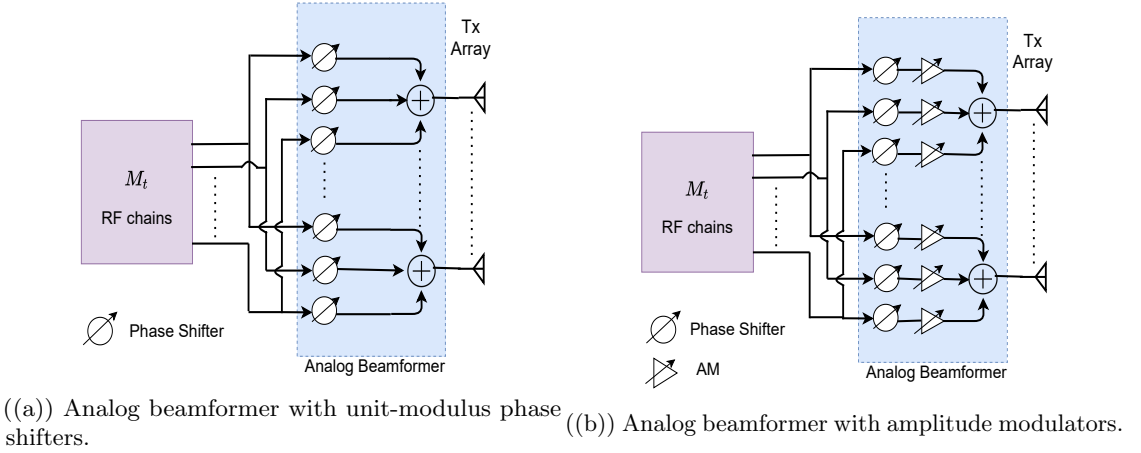 Tx
Array
M_t
RF chains
Phase Shifter
Analog Beamformer
((a)) Analog beamformer with unit-modulus phase
shifters.
Tx
Array
M_t
RF chains
Phase Shifter
AM
Analog Beamformer
((b)) Analog beamformer with amplitude modulators.